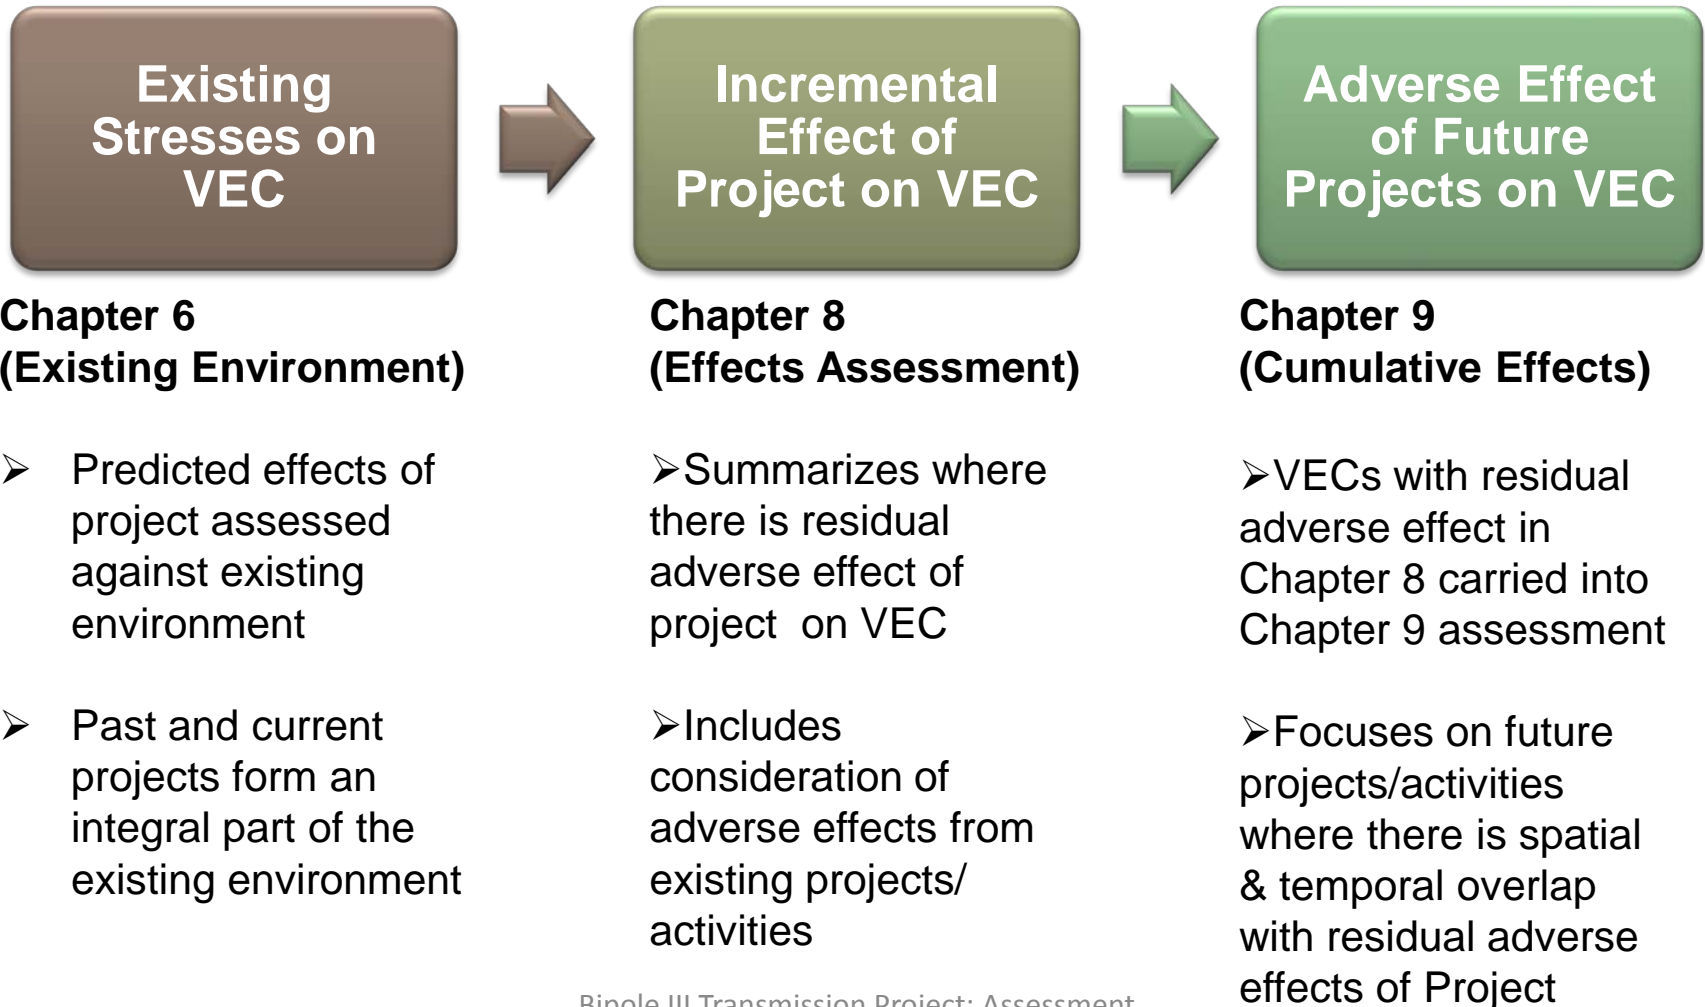 Existing
Stresses on
VEC
Incremental
Effect of
Project on VEC
Adverse Effect
of Future
Projects on VEC
Chapter 6
(Existing Environment)
➢ Predicted effects of
project assessed
against existing
environment
➢ Past and current
projects form an
integral part of the
existing environment
Chapter 8
(Effects Assessment)
➢Summarizes where
there is residual
adverse effect of
project on VEC
➢Includes
consideration of
adverse effects from
existing projects/
activities
Chapter 9
(Cumulative Effects)
➢VECs with residual
adverse effect in
Chapter 8 carried into
Chapter 9 assessment
➢Focuses on future
projects/activities
where there is spatial
& temporal overlap
with residual adverse
effects of Project
Bipole III Transmission Project: Assessment